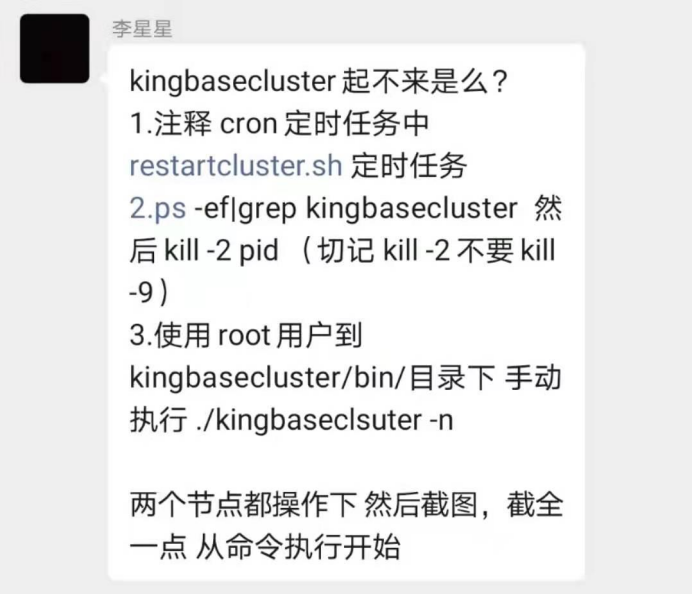 李星星
kingbasecluster 起不来是么？
1.注释 cron 定时任务中
restartcluster.sh 定时任务
2.ps -ef|grep kingbasecluster 然
后 kill -2 pid （切记 kill -2 不要 kill
-9）
3.使用 root 用户到
kingbasecluster/bin/目录下 手动
执行 ./kingbaseclsuter -n
两个节点都操作下 然后截图，截全
一点 从命令执行开始